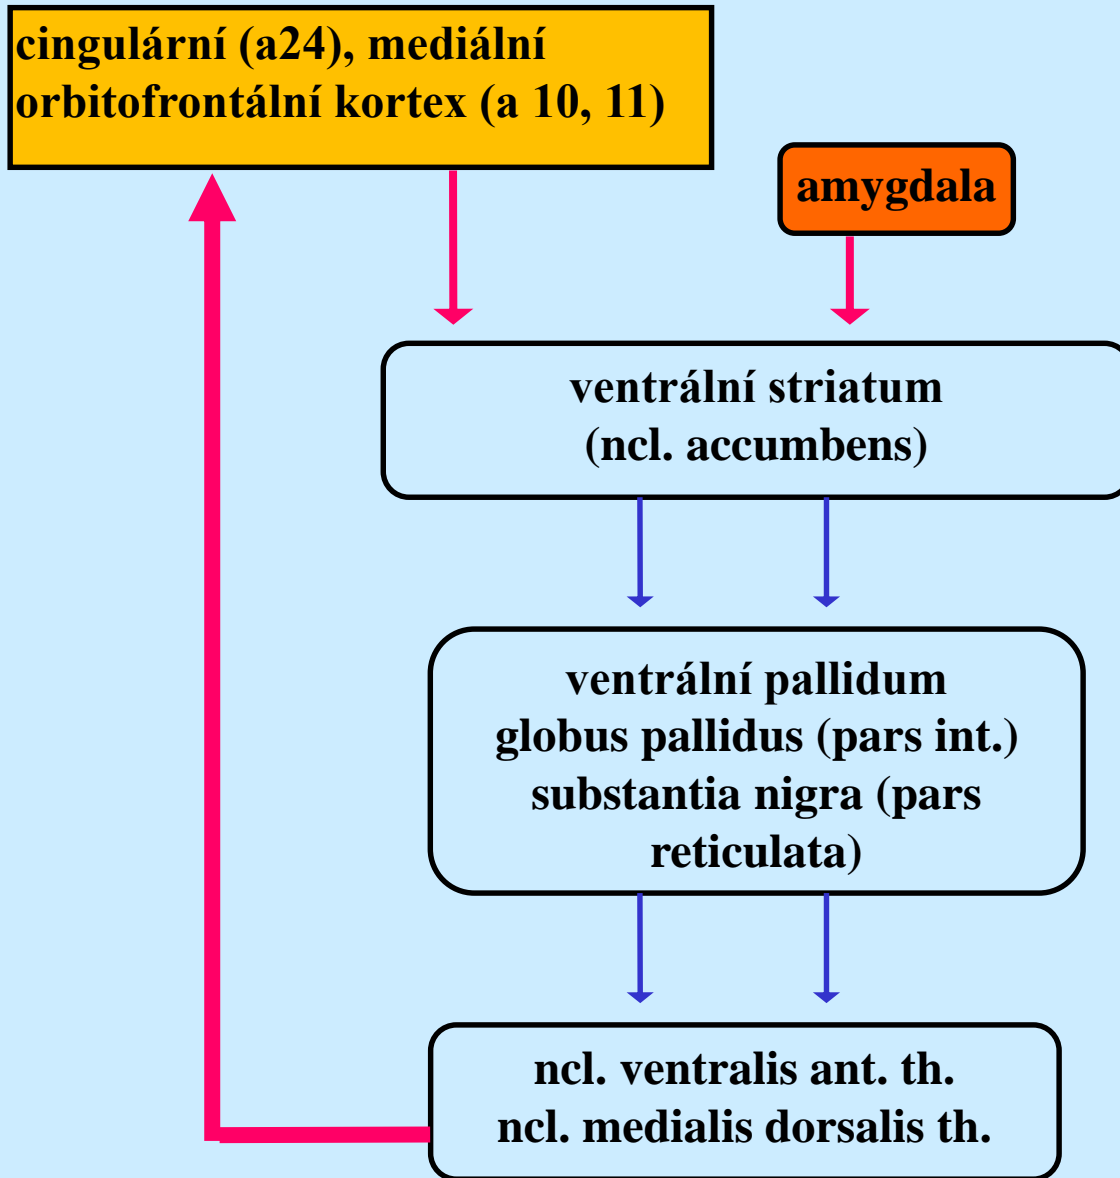 cingulární (a24), mediální
orbitofrontální kortex (a 10, 11)
amygdala
ventrální striatum
(ncl. accumbens)
ventrální pallidum
globus pallidus (pars int.)
substantia nigra (pars
reticulata)
ncl. ventralis ant. th.
ncl. medialis dorsalis th.